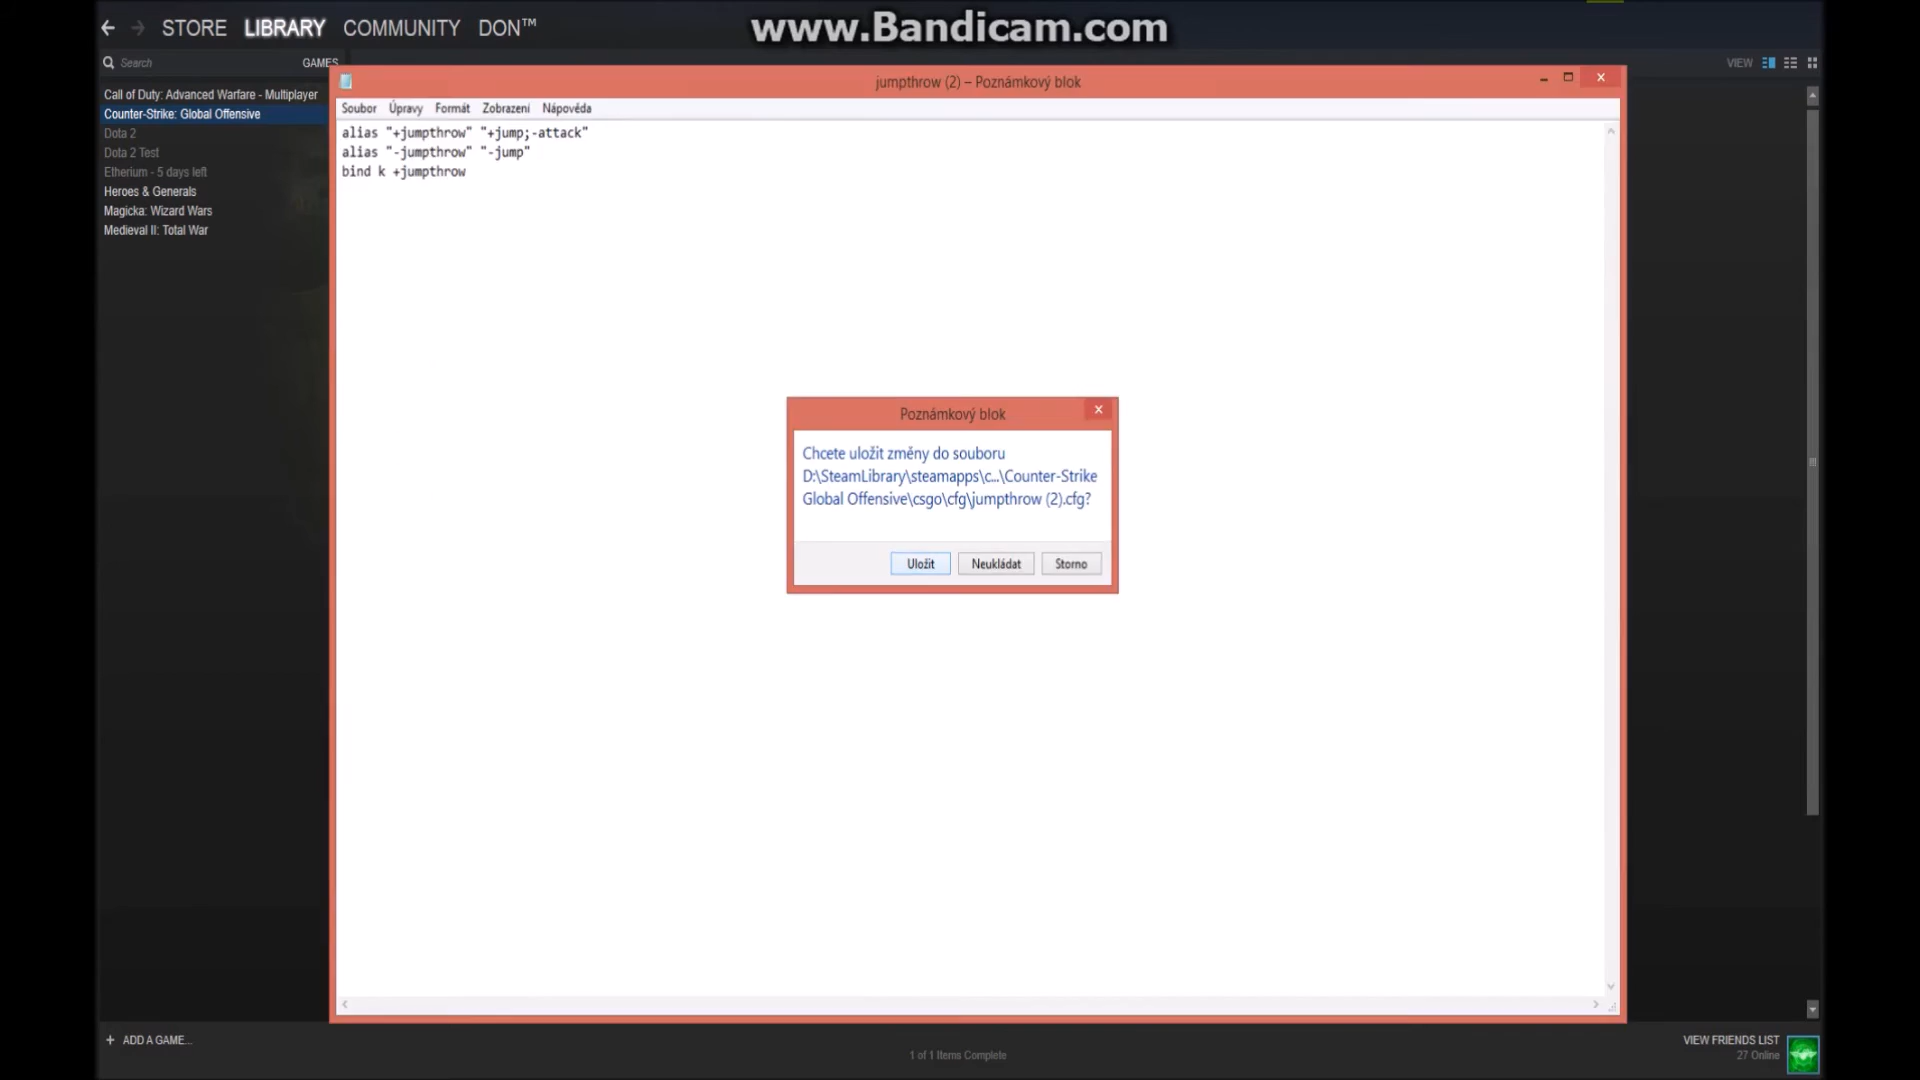 www.Bandicam.com
STORE LIBRARY COMMUNITY DON™
Search GAMES VIEW
Call of Duty: Advanced Warfare - Multiplayer
Counter-Strike: Global Offensive
Dota 2
Dota 2 Test
Etherium - 5 days left
Heroes & Generals
Magicka: Wizard Wars
Medieval II: Total War
jumpthrow (2) – Poznámkový blok
Soubor Úpravy Formát Zobrazení Nápověda
alias "+jumpthrow" "+jump;-attack"
alias "-jumpthrow" "-jump"
bind k +jumpthrow
Poznámkový blok
Chcete uložit změny do souboru
D:\SteamLibrary\steamapps\c...\Counter-Strike
Global Offensive\csgo\cfg\jumpthrow (2).cfg?
Uložit Neukládat Storno
+ ADD A GAME...
1 of 1 Items Complete
VIEW FRIENDS LIST
27 Online